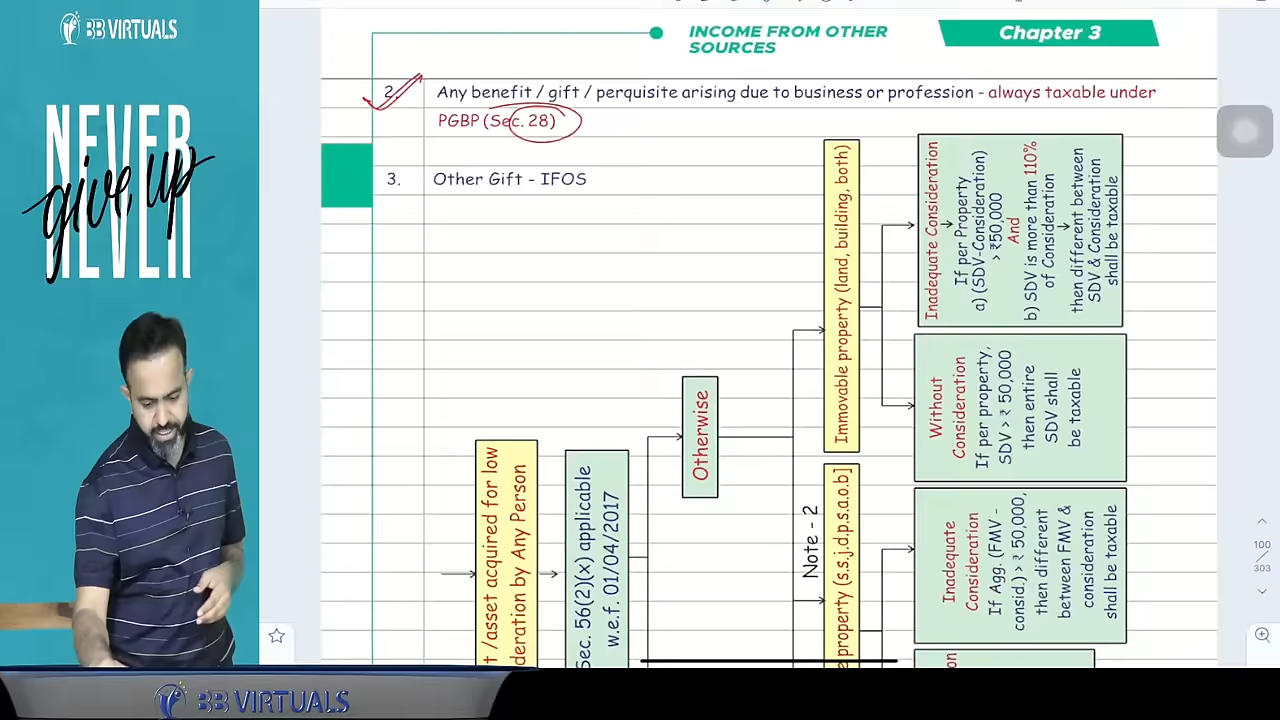 BB VIRTUALS
NEVER
give up
NEVER
INCOME FROM OTHER
SOURCES
Chapter 3
2. Any benefit / gift / perquisite arising due to business or profession - always taxable under
PGBP (Sec. 28)
3. Other Gift - IFOS
t /asset acquired for low
deration by Any Person
Sec. 56(2)(x) applicable
w.e.f. 01/04/2017
Otherwise
Note - 2
Immovable property (land, building, both)
e property (s.s.j.d.p.s.a.o.b]
Inadequate Consideration
If per Property
a) (SDV-Consideration)
> ₹50,000
And
b) SDV is more than 110%
of Consideration
then different between
SDV & Consideration
shall be taxable
Without
Consideration
If per property,
SDV > ₹ 50,000
then entire
SDV shall
be taxable
Inadequate
Consideration
If Agg. (FMV -
consid.) > ₹ 50,000,
then different
between FMV &
consideration
shall be taxable
on
100
303
BB VIRTUALS